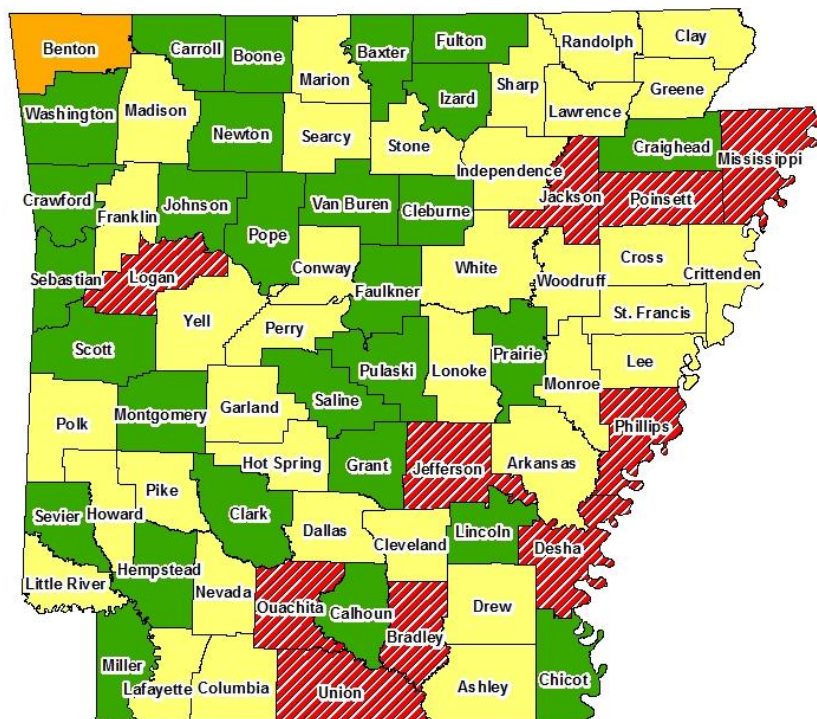 Benton
Carroll
Boone
Marion
Baxter
Fulton
Randolph
Clay
Sharp
Izard
Greene
Lawrence
Washington
Madison
Newton
Searcy
Stone
Craighead
Mississippi
Independence
Jackson
Poinsett
Crawford
Franklin
Johnson
Pope
Van Buren
Cleburne
Sebastian
Logan
Conway
White
Woodruff
Cross
Crittenden
Faulkner
Yell
Perry
St. Francis
Scott
Pulaski
Lonoke
Prairie
Lee
Monroe
Polk
Montgomery
Garland
Saline
Phillips
Hot Spring
Grant
Jefferson
Arkansas
Pike
Sevier
Howard
Clark
Dallas
Cleveland
Lincoln
Desha
Little River
Hempstead
Nevada
Ouachita
Calhoun
Bradley
Drew
Miller
Lafayette
Columbia
Union
Ashley
Chicot